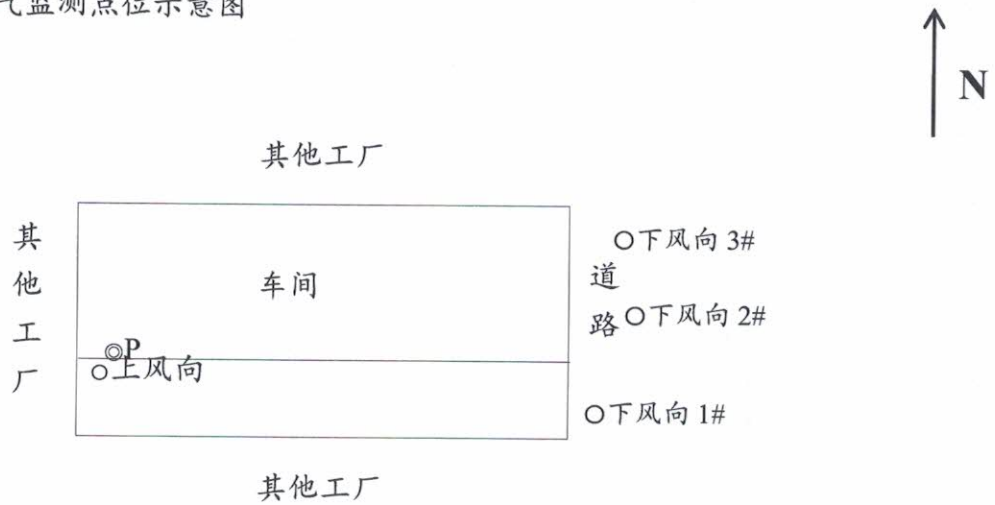 气监测点位示意图
N
其他工厂
其他工厂
车间
下风向 3#
道路
下风向 2#
P
上风向
下风向 1#
其他工厂